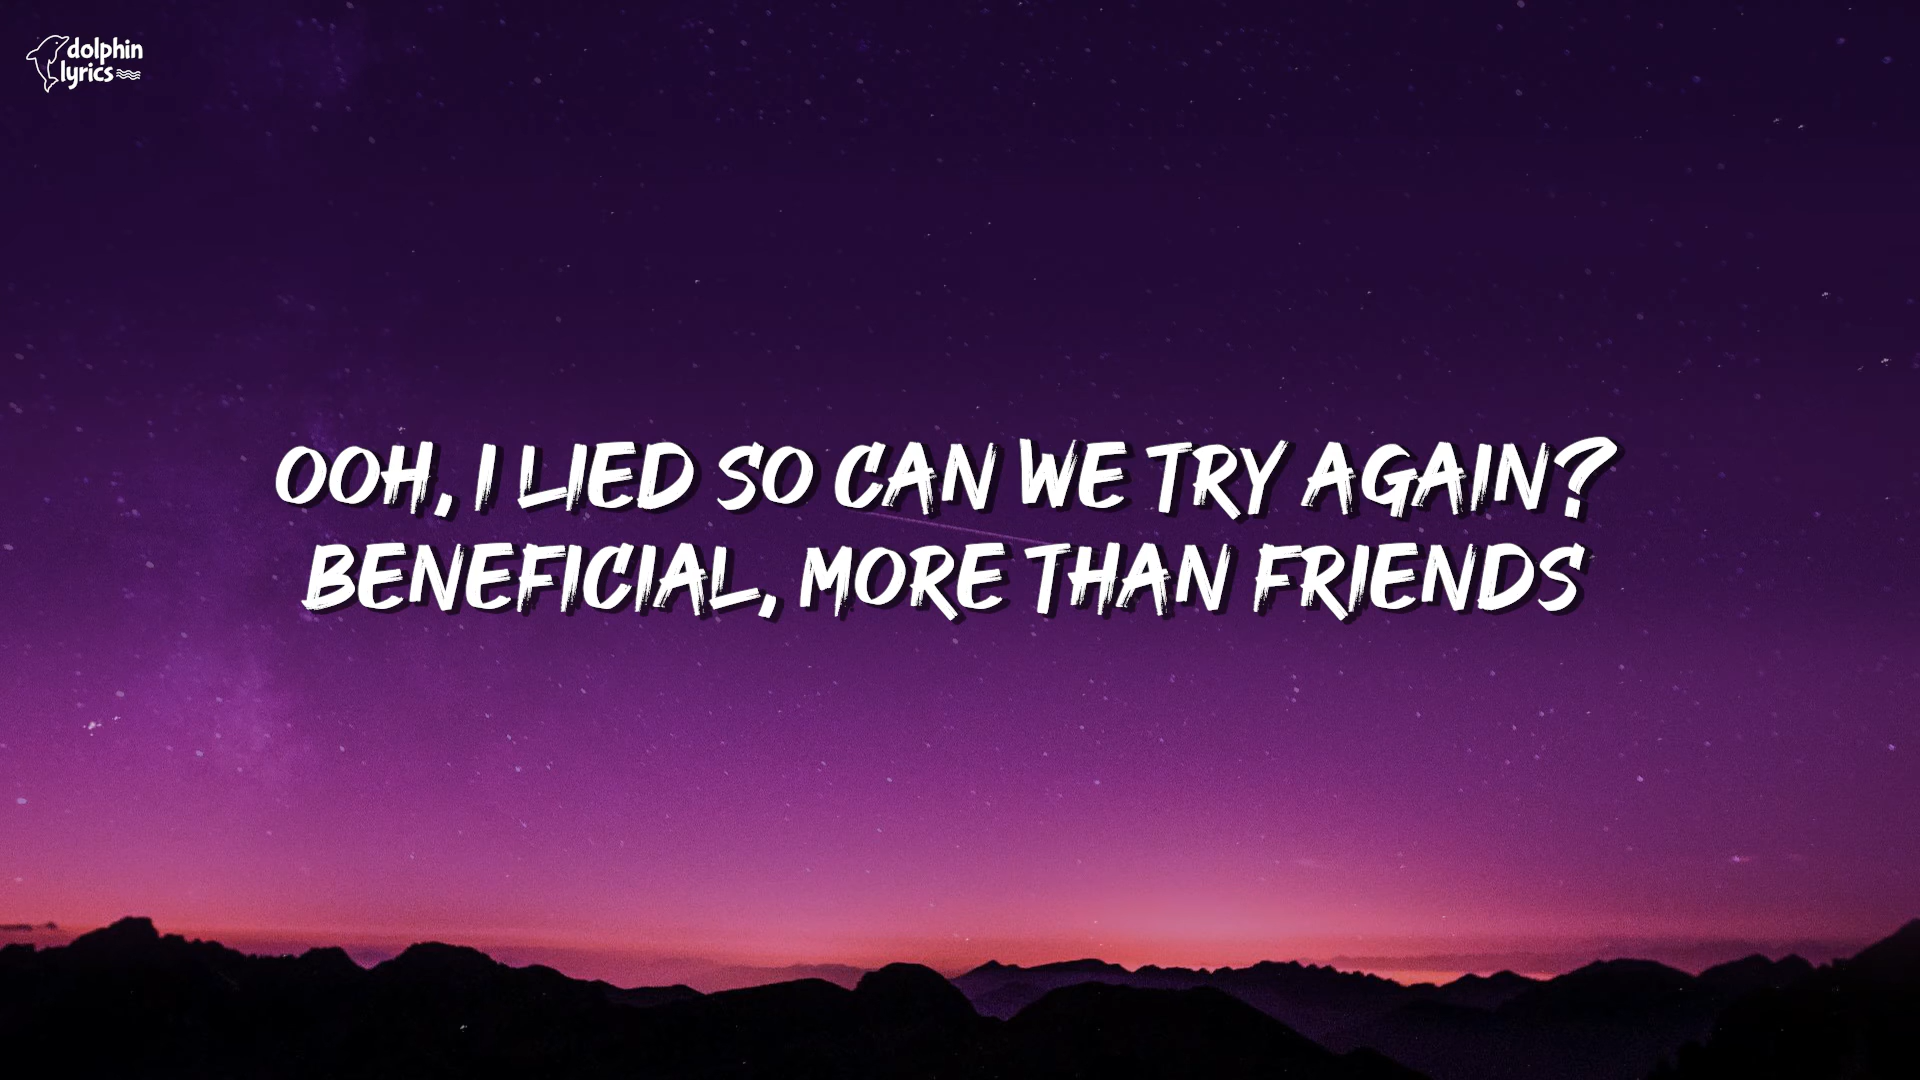 dolphin
lyrics
OOH, I LIED SO CAN WE TRY AGAIN?
BENEFICIAL, MORE THAN FRIENDS